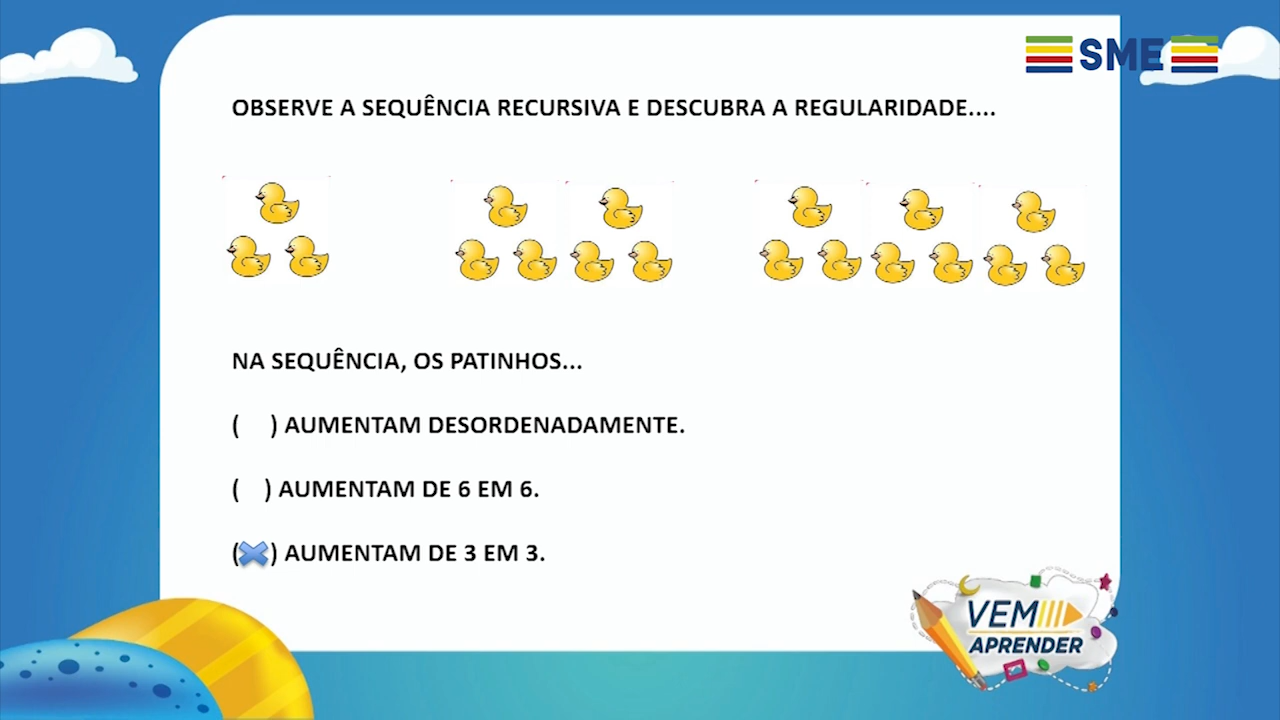 SME
OBSERVE A SEQUÊNCIA RECURSIVA E DESCUBRA A REGULARIDADE....
NA SEQUÊNCIA, OS PATINHOS...
( ) AUMENTAM DESORDENADAMENTE.
( ) AUMENTAM DE 6 EM 6.
(X) AUMENTAM DE 3 EM 3.
VEM
APRENDER